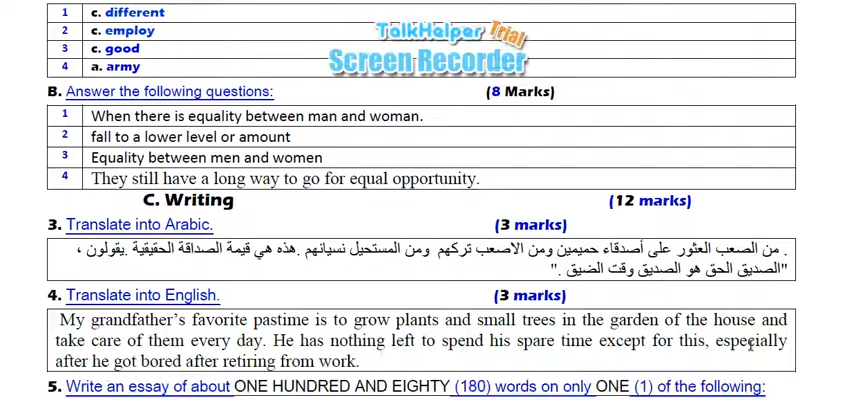 1 c. different
TalkHelper Trial
2 c. employ
3 c. good
Screen Recorder
4 a. army
B. Answer the following questions: (8 Marks)
1 When there is equality between man and woman.
2 fall to a lower level or amount
3 Equality between men and women
4 They still have a long way to go for equal opportunity.
C. Writing (12 marks)
3. Translate into Arabic. (3 marks)
. من الصعب العثور على أصدقاء حميمين ومن الاصعب تركهم ومن المستحيل نسيانهم .هذه هي قيمة الصداقة الحقيقية .يقولون ،
"الصديق الحق هو الصديق وقت الضيق ."
4. Translate into English. (3 marks)
My grandfather's favorite pastime is to grow plants and small trees in the garden of the house and
take care of them every day. He has nothing left to spend his spare time except for this, especially
after he got bored after retiring from work.
5. Write an essay of about ONE HUNDRED AND EIGHTY (180) words on only ONE (1) of the following: